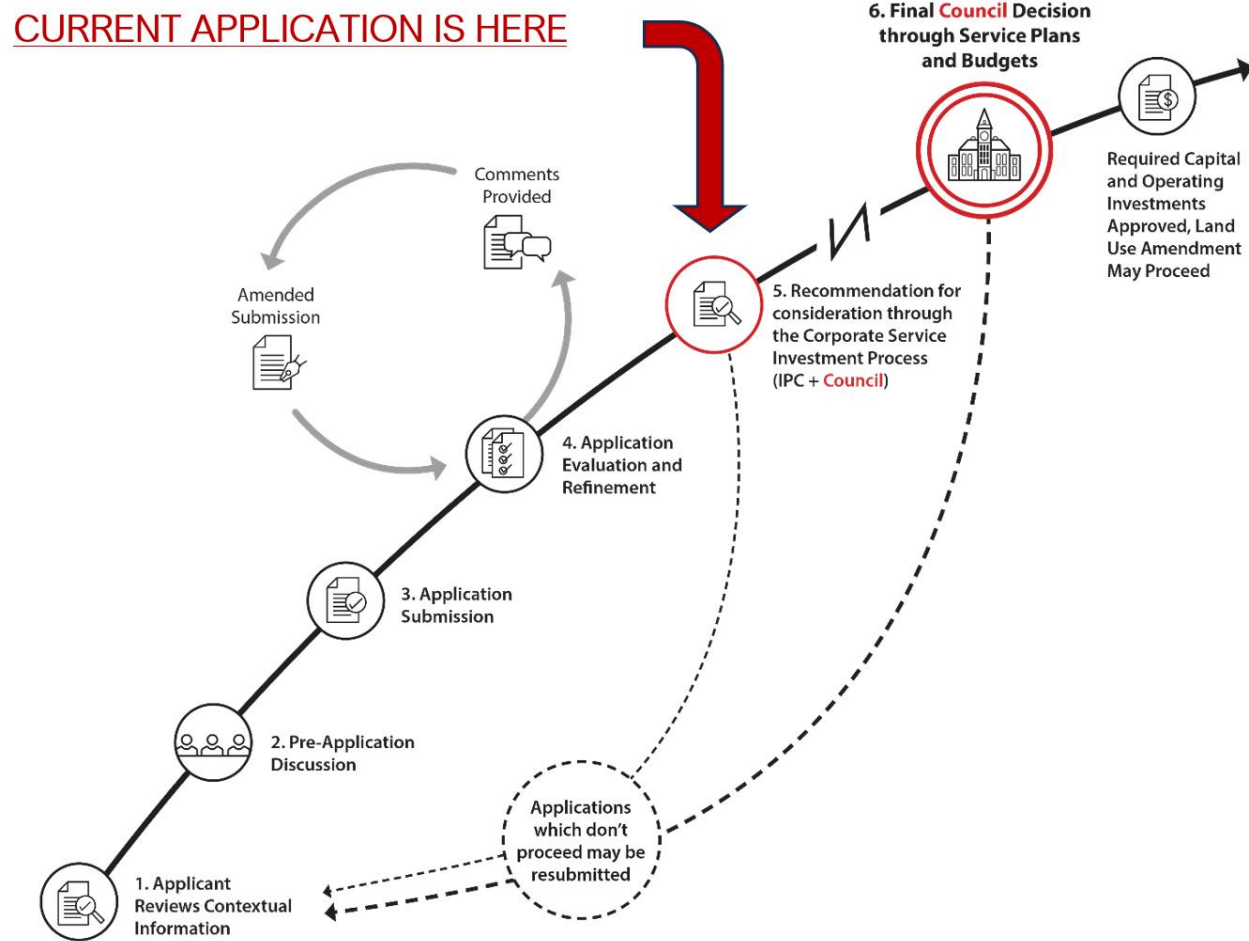 CURRENT APPLICATION IS HERE
6. Final Council Decision
through Service Plans
and Budgets
$
Required Capital
and Operating
Investments
Approved, Land
Use Amendment
May Proceed
Comments
Provided
Amended
Submission
5. Recommendation for
consideration through
the Corporate Service
Investment Process
(IPC + Council)
4. Application
Evaluation and
Refinement
3. Application
Submission
2. Pre-Application
Discussion
Applications
which don't
proceed may be
resubmitted
1. Applicant
Reviews Contextual
Information